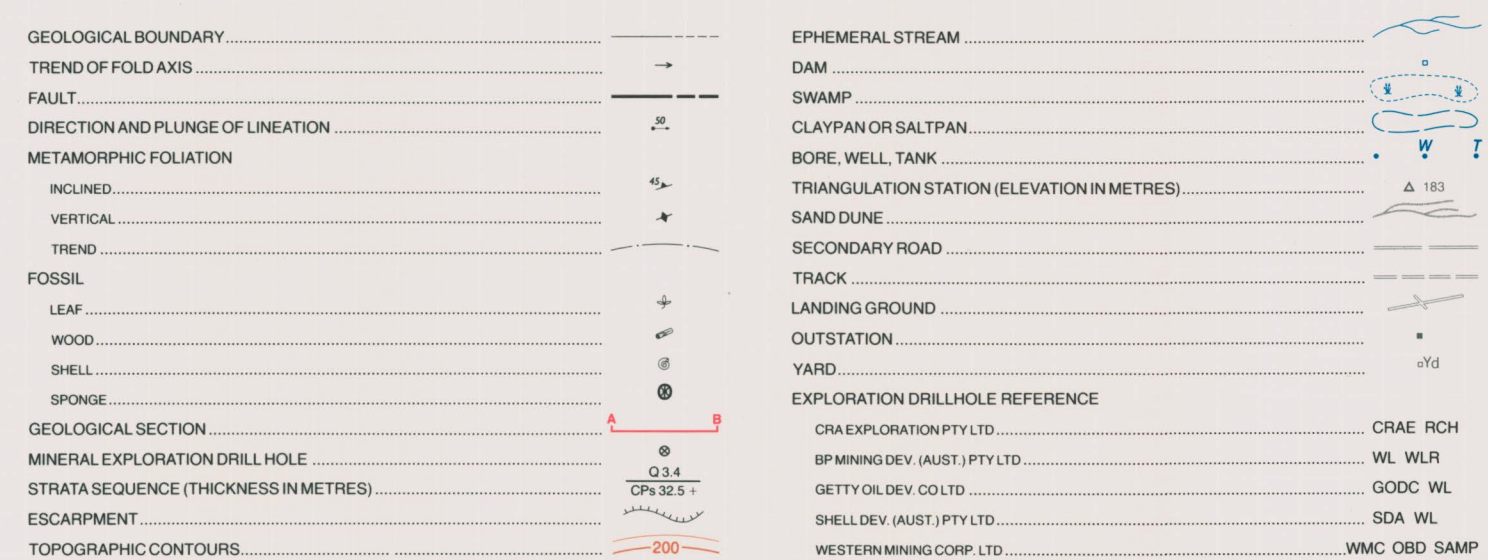 GEOLOGICAL BOUNDARY
TREND OF FOLD AXIS
FAULT
DIRECTION AND PLUNGE OF LINEATION 50
METAMORPHIC FOLIATION
INCLINED 45
VERTICAL
TREND
FOSSIL
LEAF
WOOD
SHELL
SPONGE
GEOLOGICAL SECTION A B
MINERAL EXPLORATION DRILL HOLE
STRATA SEQUENCE (THICKNESS IN METRES) Q 3.4
CPs 32.5 +
ESCARPMENT
TOPOGRAPHIC CONTOURS 200
EPHEMERAL STREAM
DAM
SWAMP
CLAYPAN OR SALTPAN
BORE, WELL, TANK W T
TRIANGULATION STATION (ELEVATION IN METRES) 183
SAND DUNE
SECONDARY ROAD
TRACK
LANDING GROUND
OUTSTATION
YARD Yd
EXPLORATION DRILLHOLE REFERENCE
CRA EXPLORATION PTY LTD CRAE RCH
BP MINING DEV. (AUST.) PTY LTD WL WLR
GETTY OIL DEV. CO LTD GODC WL
SHELL DEV. (AUST.) PTY LTD SDA WL
WESTERN MINING CORP. LTD WMC OBD SAMP